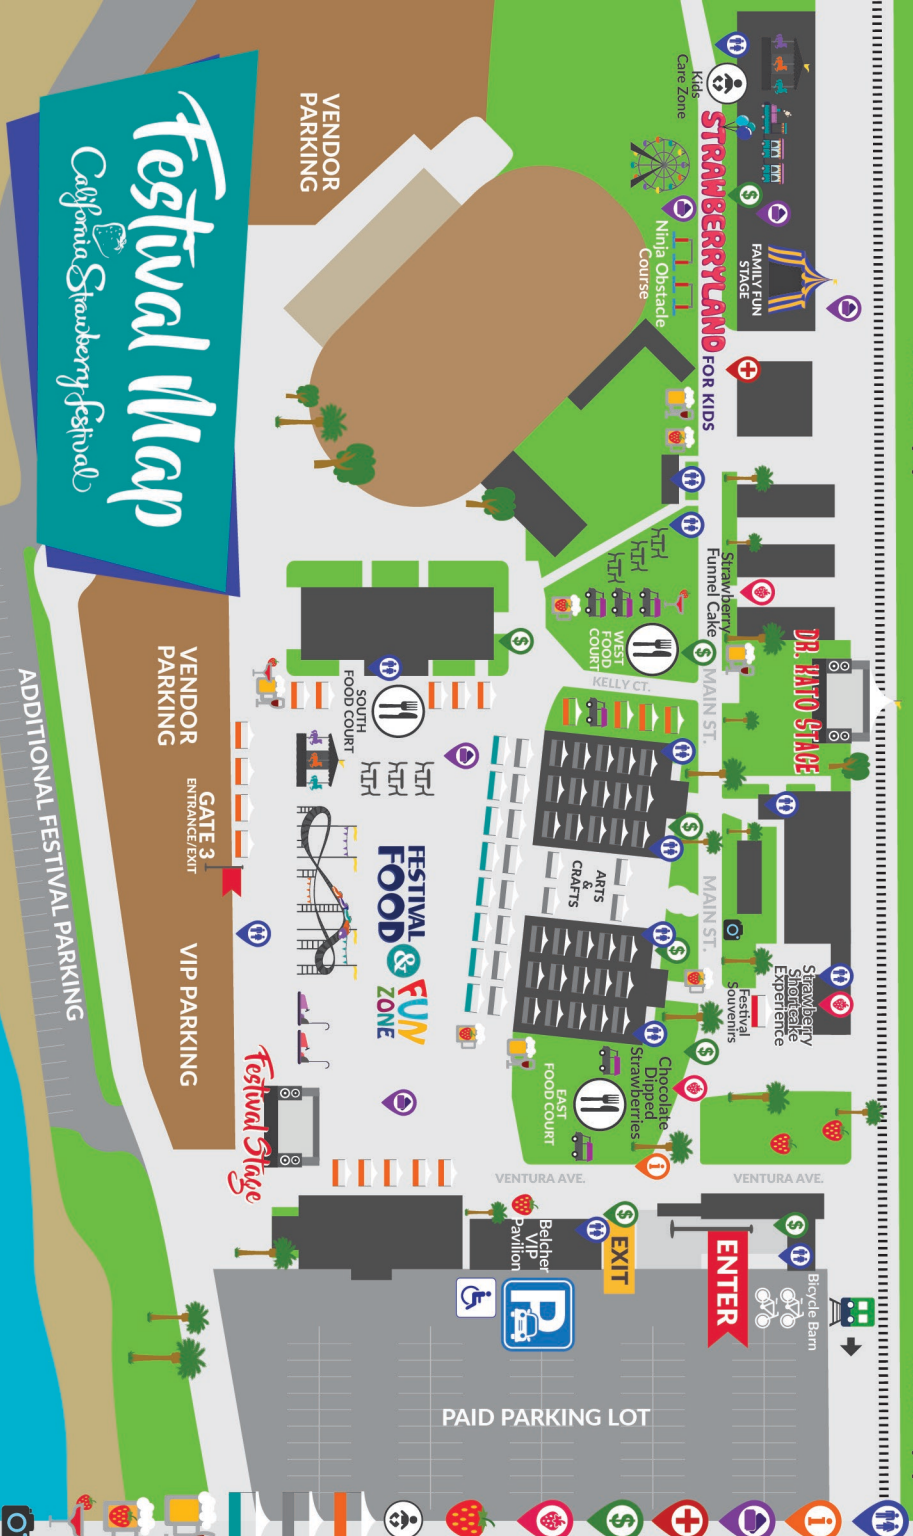 Festival Map
California Strawberry Festival
VENDOR
PARKING
Kids
Care Zone
STRAWBERRYLAND
FOR KIDS
FAMILY FUN
STAGE
Ninja Obstacle
Course
Strawberry
Funnel Cake
WEST
FOOD
COURT
KELLY CT.
MAIN ST.
DR. KATO STAGE
SOUTH
FOOD COURT
VENDOR
PARKING
GATE 3
ENTRANCE/EXIT
VIP PARKING
ADDITIONAL FESTIVAL PARKING
FESTIVAL
FOOD & FUN
ZONE
ARTS
&
CRAFTS
MAIN ST.
Strawberry
Shortcake
Experience
Festival
Souvenirs
Chocolate
Dipped
Strawberries
EAST
FOOD COURT
Festival Stage
VENTURA AVE.
VENTURA AVE.
Belcher
VIP
Pavilion
EXIT
ENTER
Bicycle Barn
P
PAID PARKING LOT